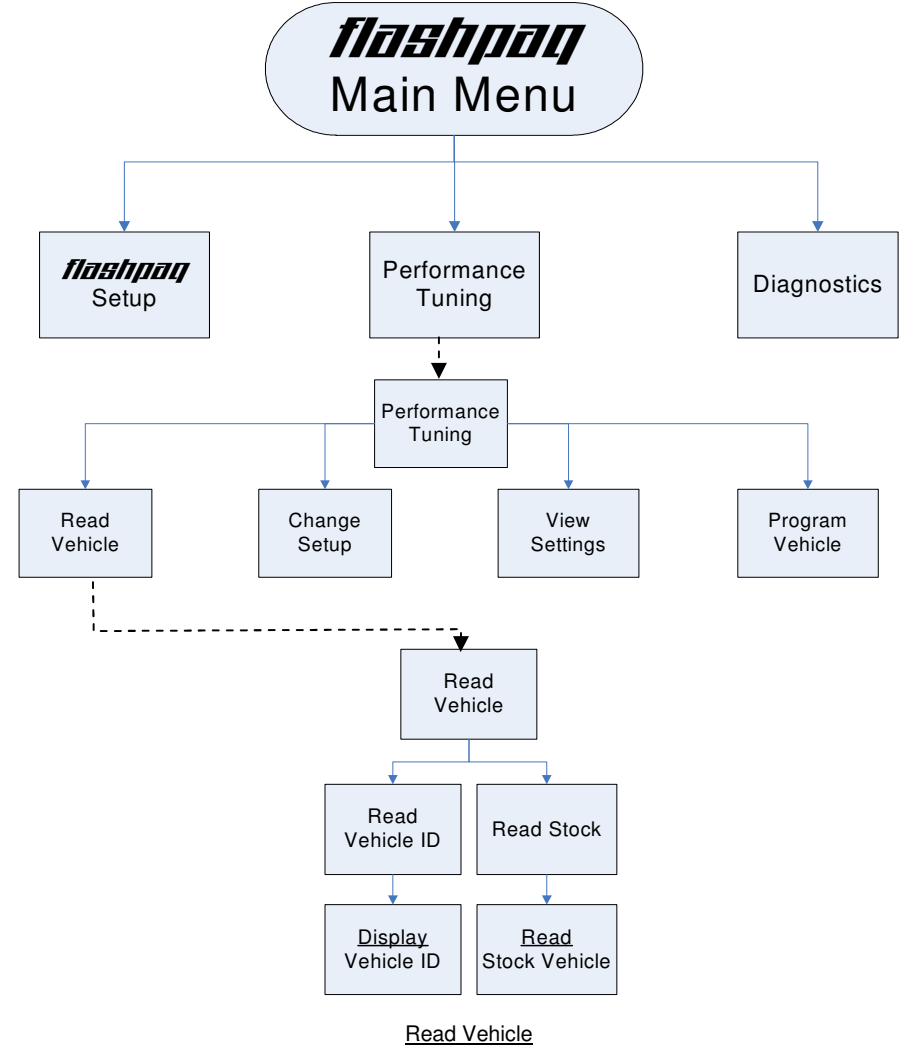 flashpaq
Main Menu
flashpaq
Setup
Performance
Tuning
Diagnostics
Performance
Tuning
Read
Vehicle
Change
Setup
View
Settings
Program
Vehicle
Read
Vehicle
Read
Vehicle ID
Read Stock
Display
Vehicle ID
Read
Stock Vehicle
Read Vehicle